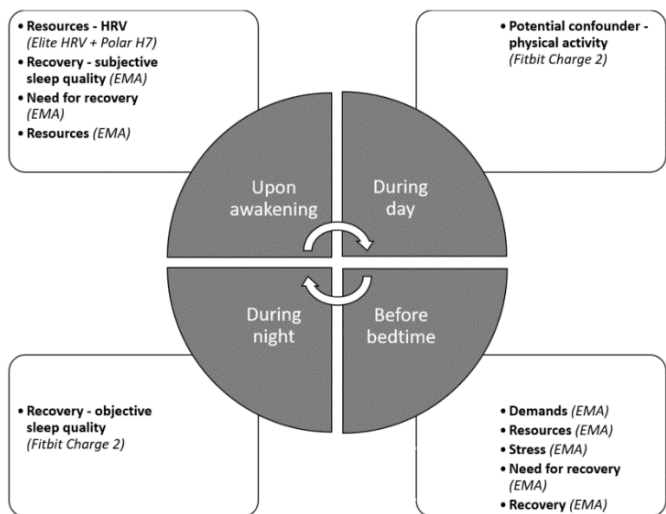 • Resources - HRV
(Elite HRV + Polar H7)
• Recovery - subjective
sleep quality (EMA)
• Need for recovery
(EMA)
• Resources (EMA)
• Potential confounder -
physical activity
(Fitbit Charge 2)
Upon
awakening
During
day
During
night
Before
bedtime
• Recovery - objective
sleep quality
(Fitbit Charge 2)
• Demands (EMA)
• Resources (EMA)
• Stress (EMA)
• Need for recovery
(EMA)
• Recovery (EMA)